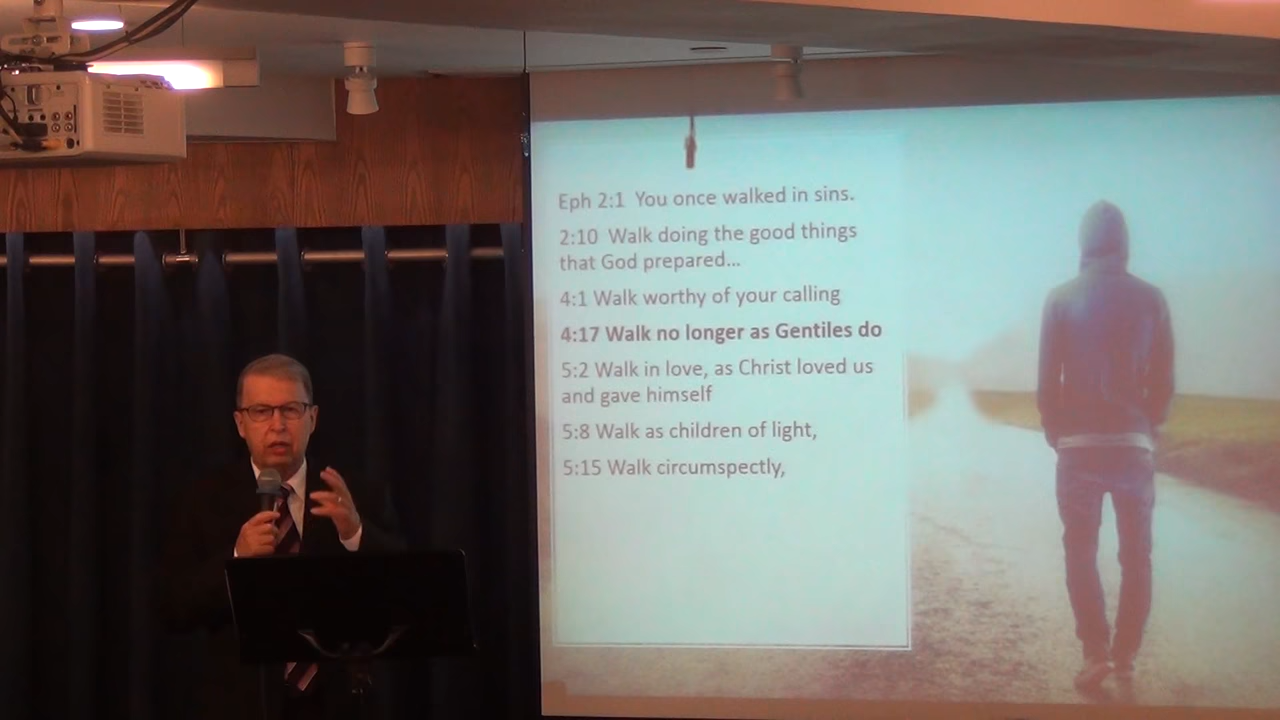 Eph 2:1 You once walked in sins.
2:10 Walk doing the good things
that God prepared...
4:1 Walk worthy of your calling
4:17 Walk no longer as Gentiles do
5:2 Walk in love, as Christ loved us
and gave himself
5:8 Walk as children of light,
5:15 Walk circumspectly,